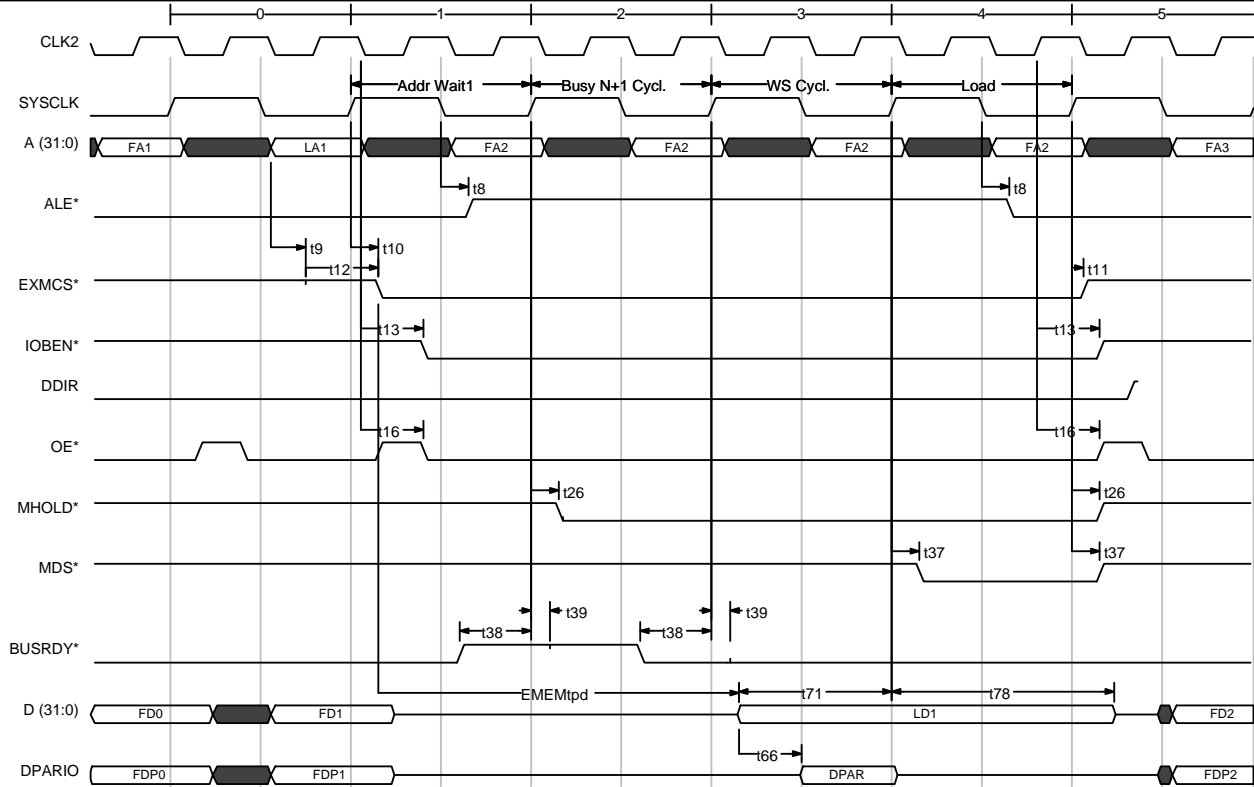 0 1 2 3 4 5
CLK2
Addr Wait1 Busy N+1 Cycl. WS Cycl. Load
SYSCLK
A (31:0) FA1 LA1 FA2 FA2 FA2 FA2 FA3
t8 t8
ALE*
t9 t10
t12 t11
EXMCS*
t13 t13
IOBEN*
DDIR
t16 t16
OE*
t26 t26
MHOLD*
t37 t37
MDS*
t39 t39
t38 t38
BUSRDY*
EMEMtpd t71 t78
D (31:0) FD0 FD1 LD1 FD2
t66
DPARIO FDP0 FDP1 DPAR FDP2